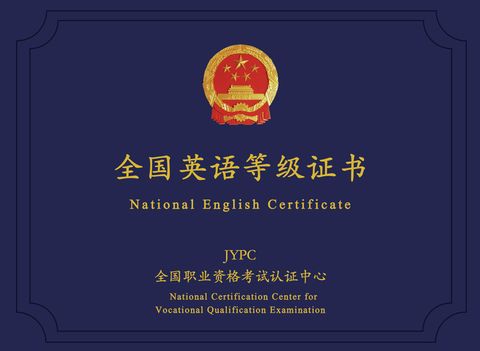 全国英语等级证书
National English Certificate
JYPC
全国职业资格考试认证中心
National Certification Center for
Vocational Qualification Examination